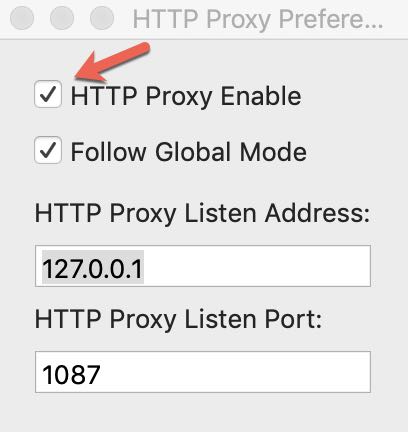 HTTP Proxy Prefere...
HTTP Proxy Enable
Follow Global Mode
HTTP Proxy Listen Address:
127.0.0.1
HTTP Proxy Listen Port:
1087